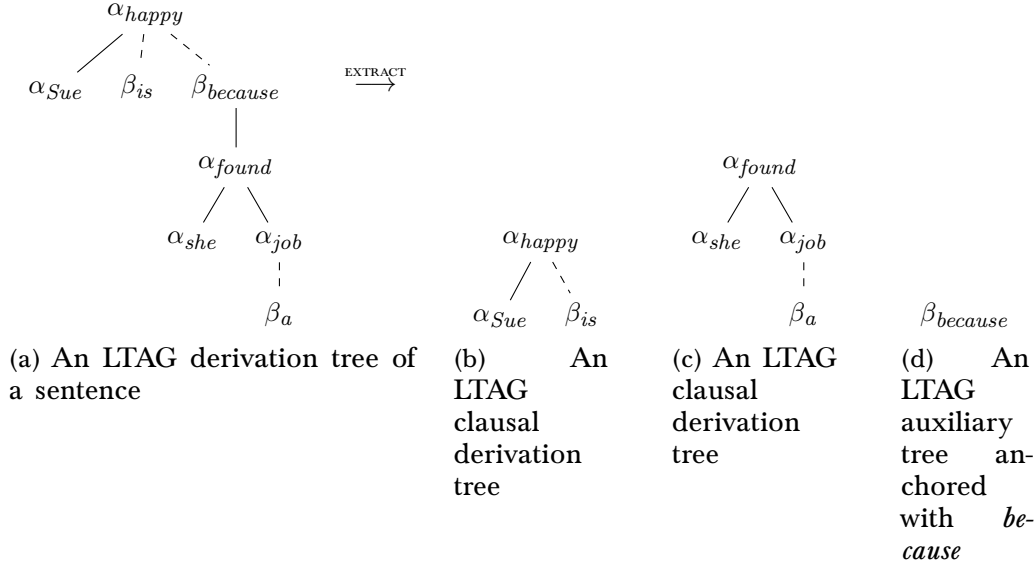 α_happy
α_Sue β_is β_because EXTRACT ⟶
α_found α_found
α_she α_job α_happy α_she α_job
β_a α_Sue β_is β_a β_because
(a) An LTAG derivation tree of
a sentence
(b) An
LTAG
clausal
derivation
tree
(c) An LTAG
clausal
derivation
tree
(d) An
LTAG
auxiliary
tree an-
chored
with be-
cause